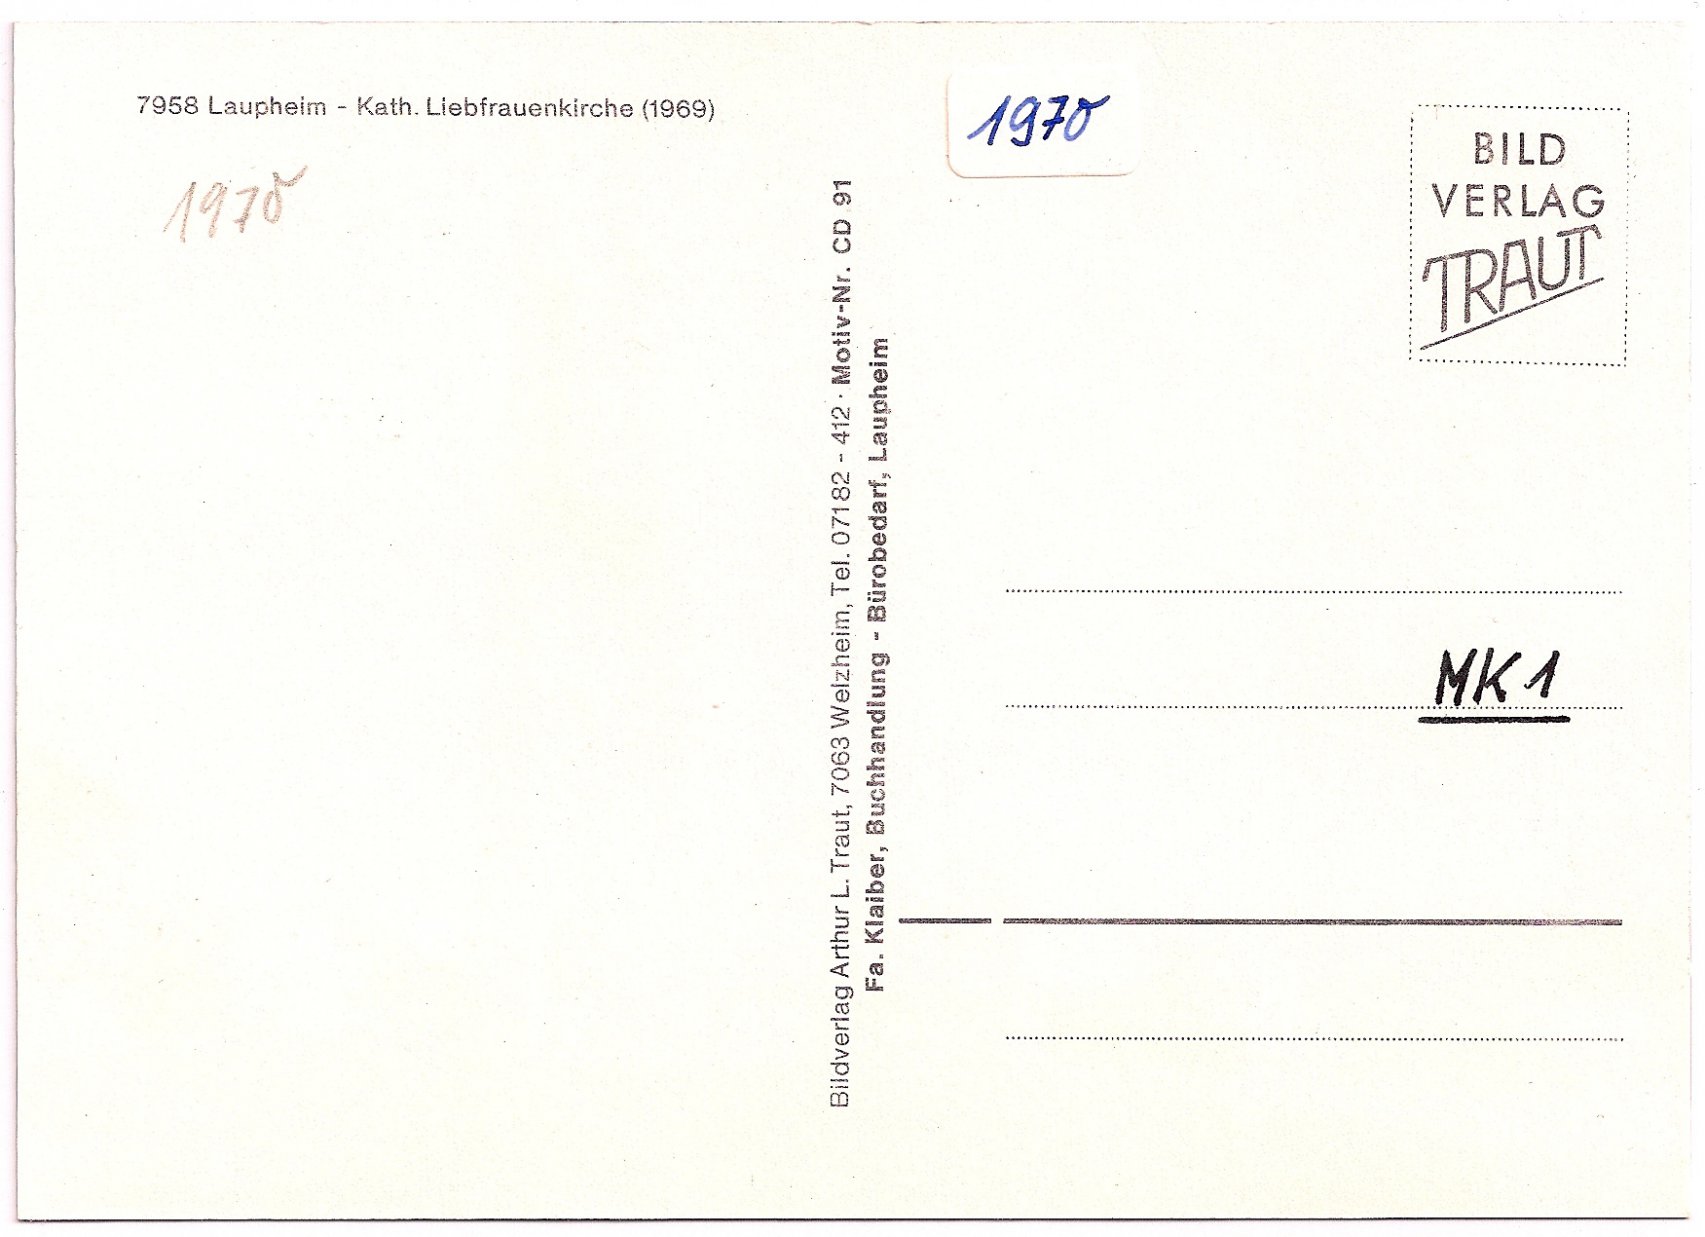 7958 Laupheim - Kath. Liebfrauenkirche (1969)
1970
Bildverlag Arthur L. Traut, 7063 Welzheim, Tel. 07182 - 412 · Motiv-Nr. CD 91
Fa. Klaiber, Buchhandlung - Bürobedarf, Laupheim
1970
BILD
VERLAG
TRAUT
MK1